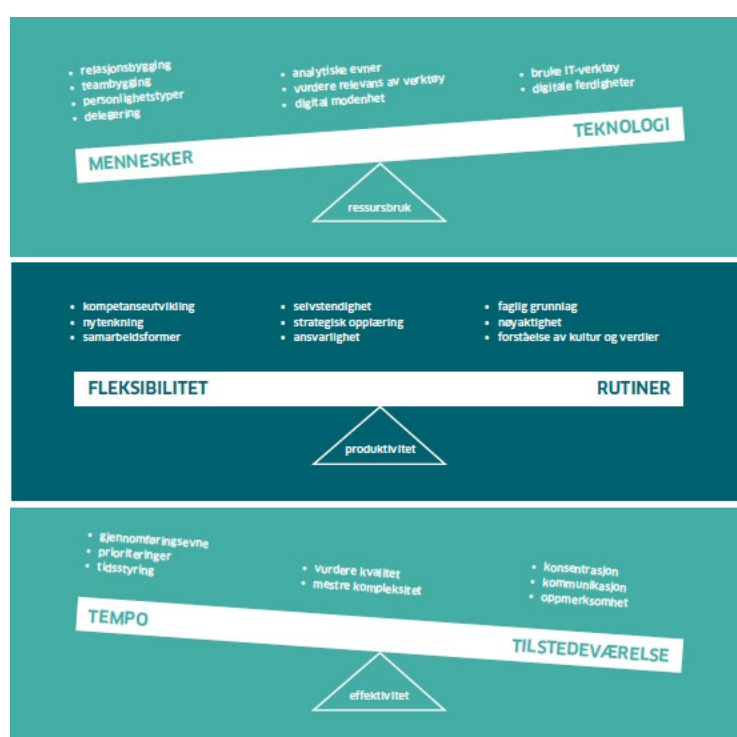 • relasjonsbygging
• teambygging
• personlighetstyper
• delegering
• analytiske evner
• vurdere relevans av verktøy
• digital modenhet
• bruke IT-verktøy
• digitale ferdigheter
MENNESKER
TEKNOLOGI
ressursbruk
• kompetanseutvikling
• nytenkning
• samarbeidsformer
• selvstendighet
• strategisk opplæring
• ansvarlighet
• faglig grunnlag
• nøyaktighet
• forståelse av kultur og verdier
FLEKSIBILITET
RUTINER
produktivitet
• gjennomføringsevne
• prioriteringer
• tidsstyring
• vurdere kvalitet
• mestre kompleksitet
• konsentrasjon
• kommunikasjon
• oppmerksomhet
TEMPO
TILSTEDEVÆRELSE
effektivitet